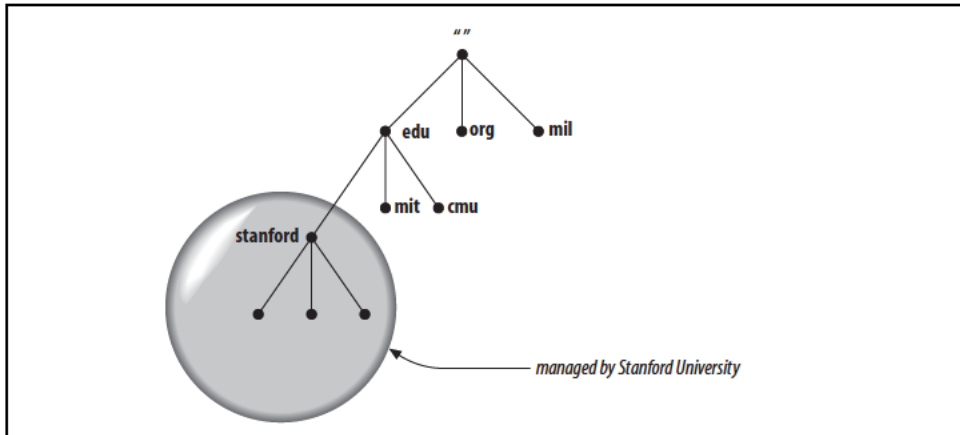 “ ”
edu
org
mil
mit
cmu
stanford
managed by Stanford University